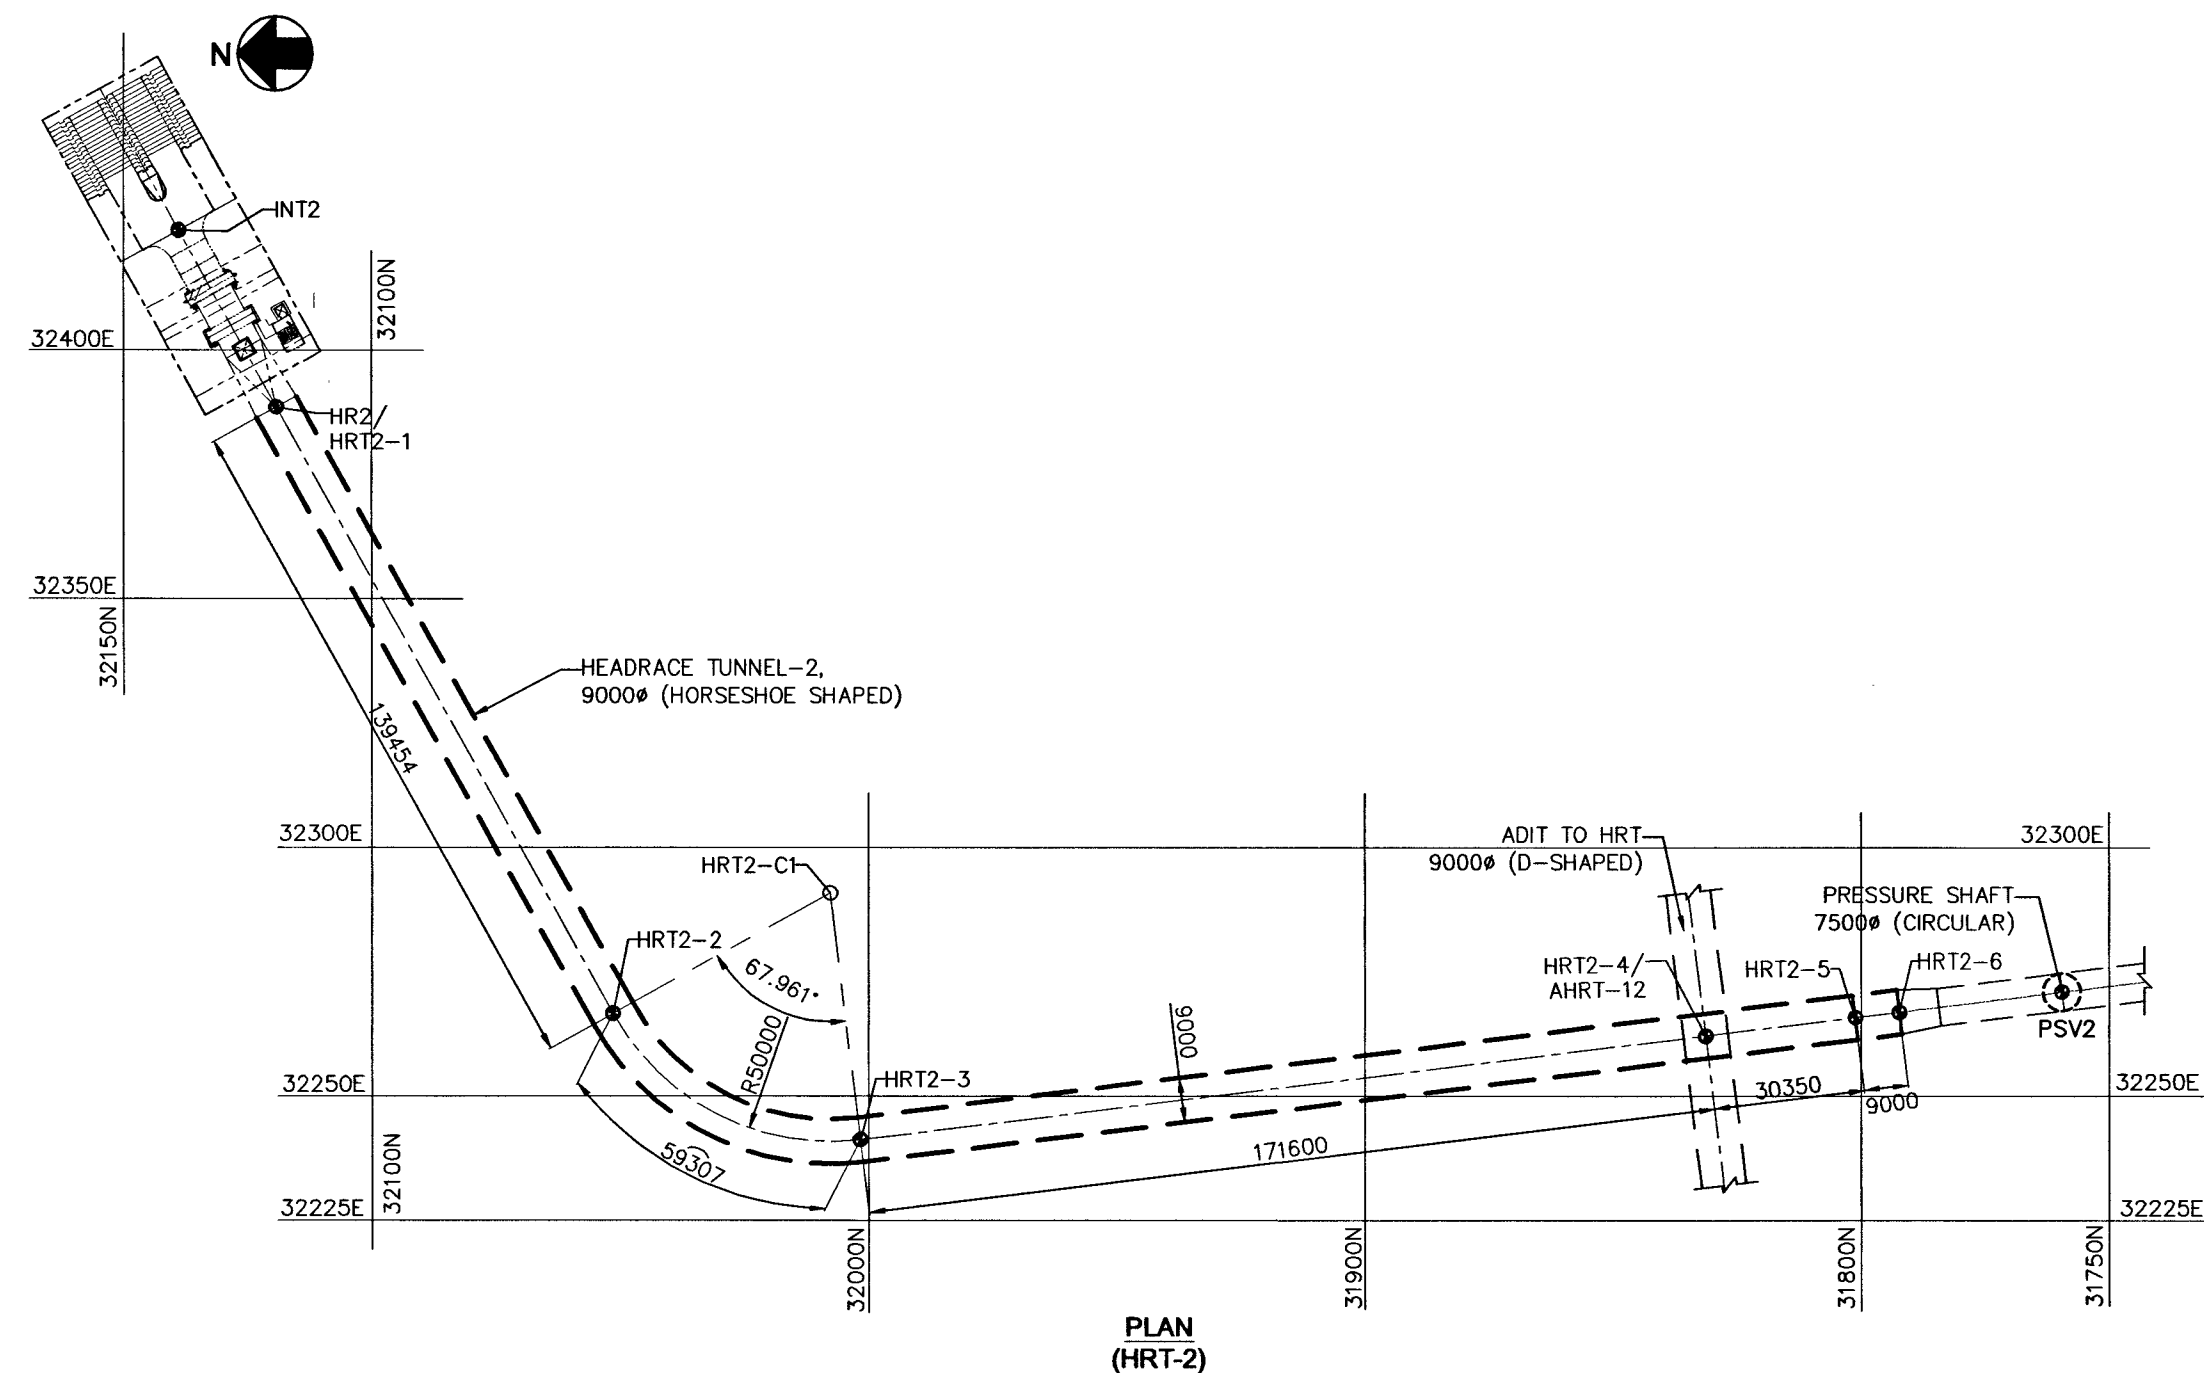 N
INT2
32100N
32400E
HR2/
HRT2-1
32350E
32150N
HEADRACE TUNNEL-2,
9000ø (HORSESHOE SHAPED)
139454
32300E
HRT2-C1
ADIT TO HRT
9000ø (D-SHAPED)
32300E
PRESSURE SHAFT
7500ø (CIRCULAR)
HRT2-2
67.961°
HRT2-4/
AHRT-12
HRT2-5
HRT2-6
PSV2
R50000
9000
HRT2-3
32250E
30350
9000
32250E
59307
171600
32100N
32225E
32225E
32000N
31900N
31800N
31750N
PLAN
(HRT-2)